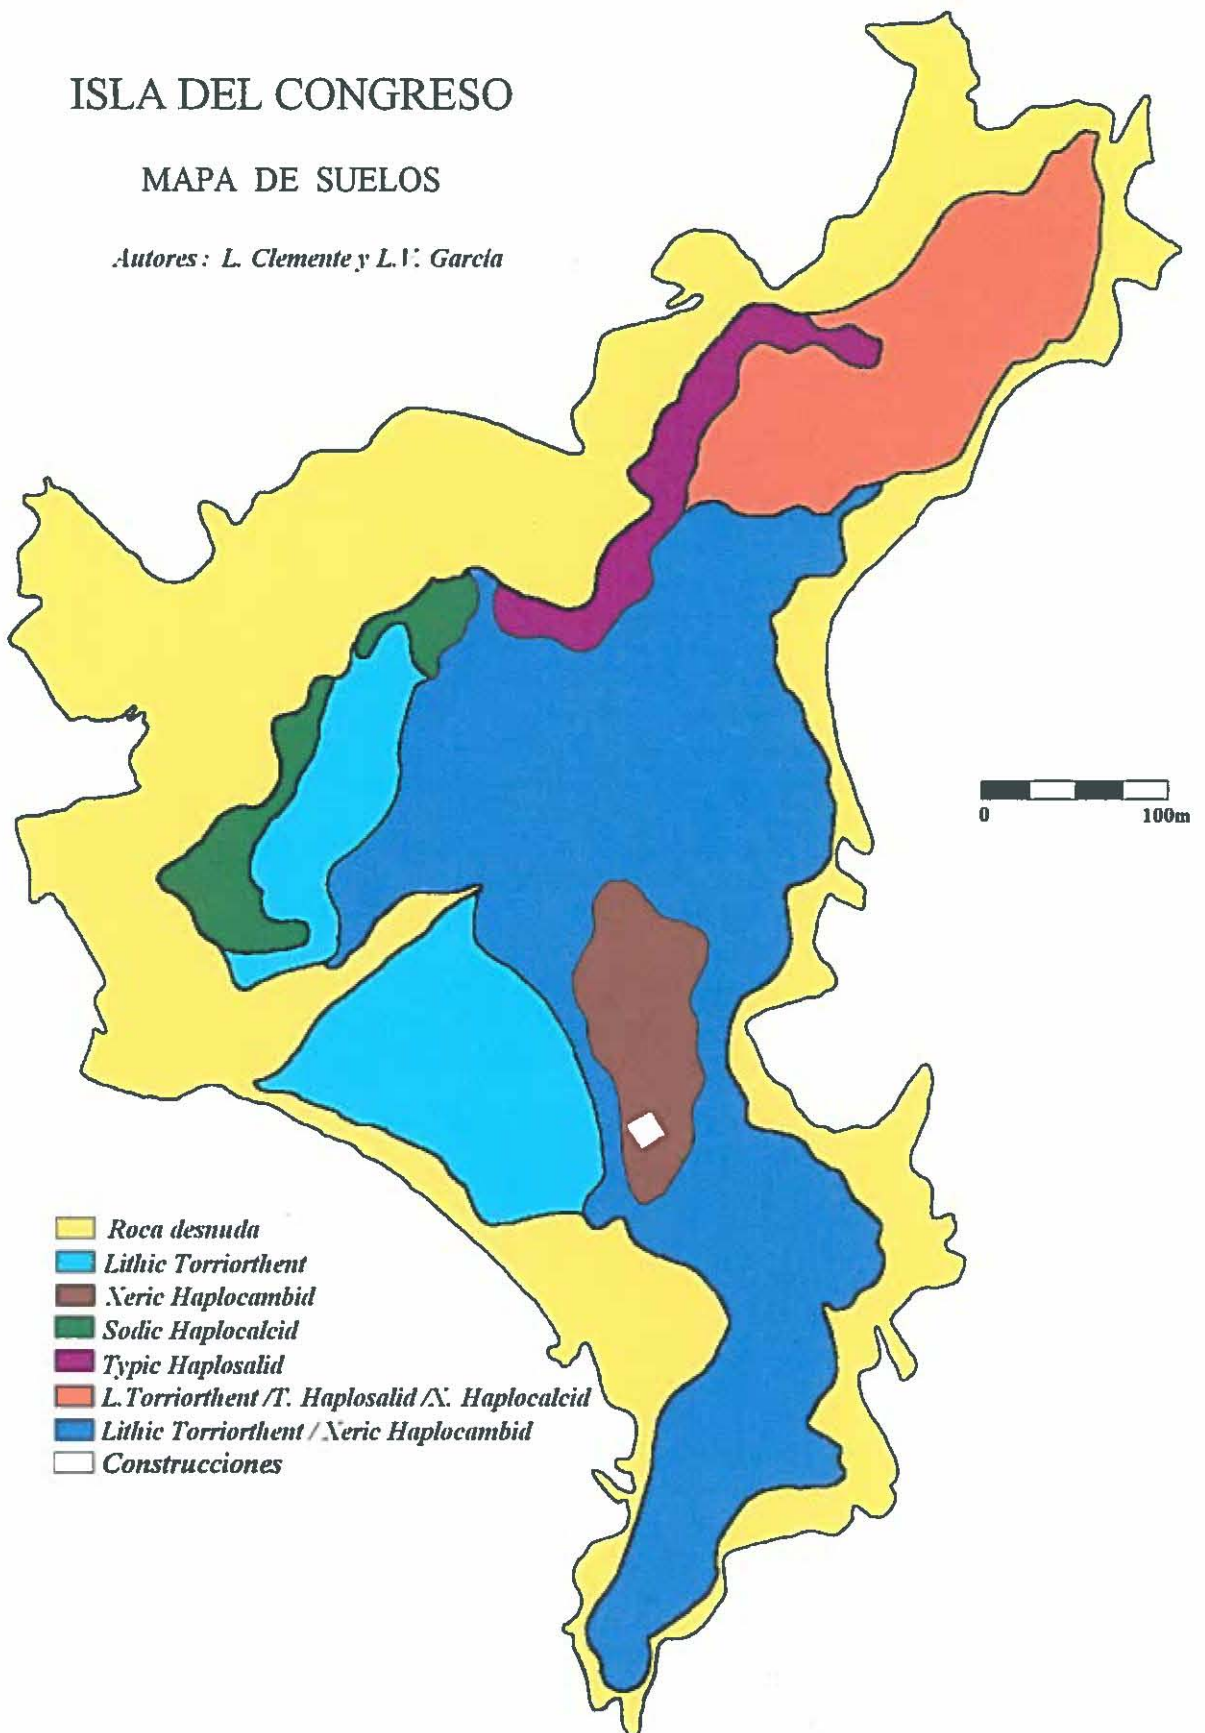 ISLA DEL CONGRESO
MAPA DE SUELOS
Autores: L. Clemente y L.V. García
0 100m
Roca desnuda
Lithic Torriorthent
Xeric Haplocambid
Sodic Haplocalcid
Typic Haplosalid
L.Torriorthent/T. Haplosalid/X. Haplocalcid
Lithic Torriorthent/Xeric Haplocambid
Construcciones